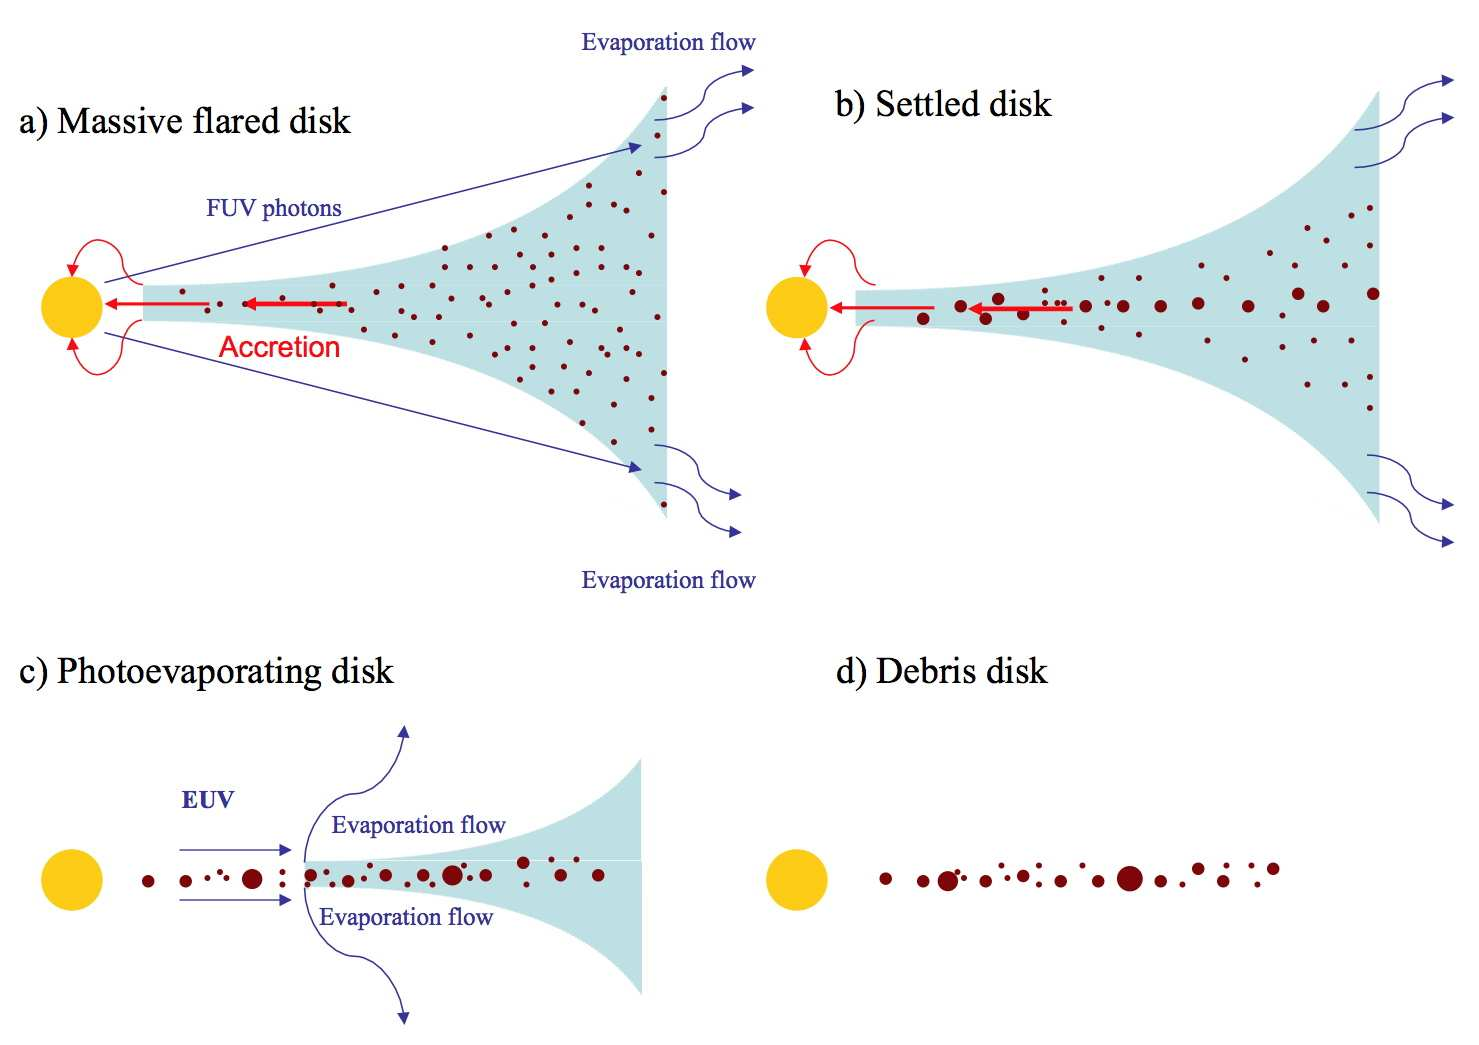 Evaporation flow
a) Massive flared disk
b) Settled disk
FUV photons
Accretion
Evaporation flow
c) Photoevaporating disk
d) Debris disk
EUV
Evaporation flow
Evaporation flow